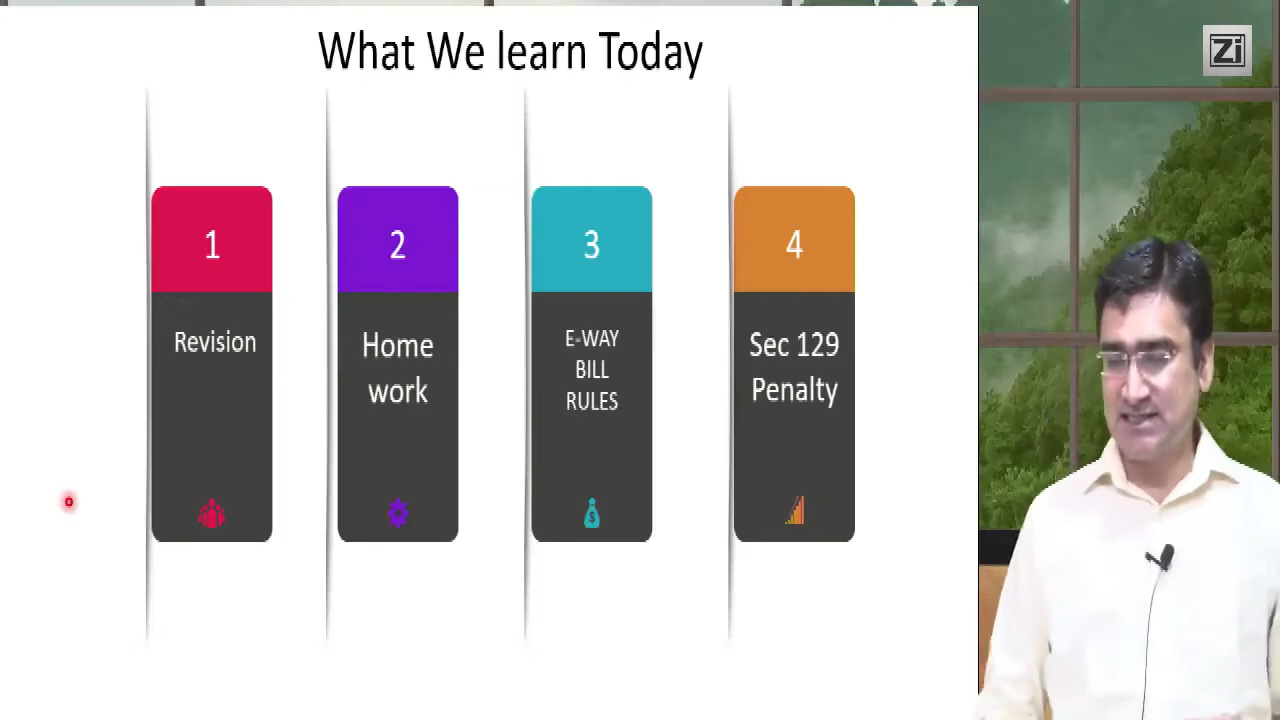 What We learn Today
Zi
1
2
3
4
Revision
Home
work
E-WAY
BILL
RULES
Sec 129
Penalty